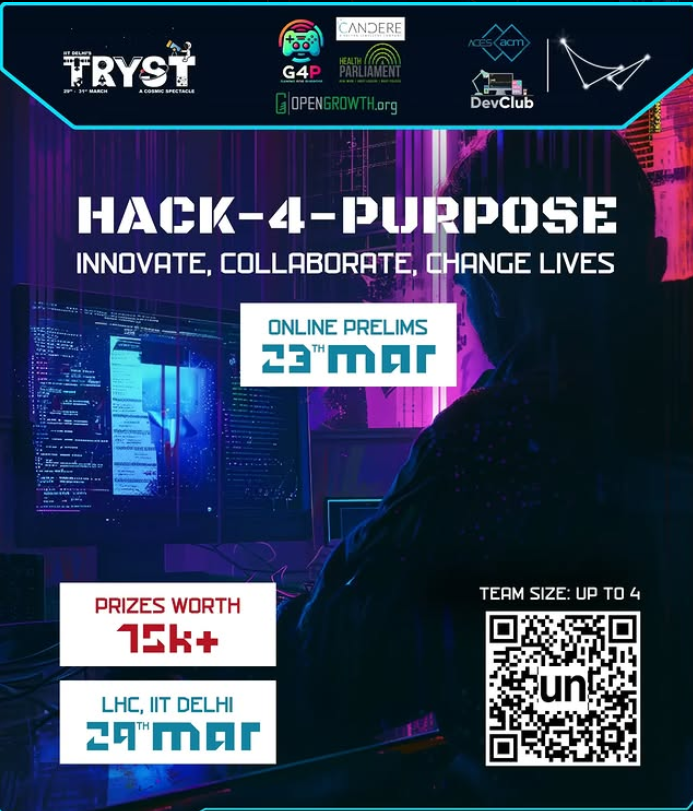 IIT DELHI'S
TRYST
29th - 31st MARCH
A COSMIC SPECTACLE
G4P
CANDERE
HEALTH
PARLIAMENT
OPENGROWTH.org
ACES acm
DevClub
HACK-4-PURPOSE
INNOVATE, COLLABORATE, CHANGE LIVES
ONLINE PRELIMS
23TH mar
PRIZES WORTH
15k+
LHC, IIT DELHI
29TH mar
TEAM SIZE: UP TO 4
un